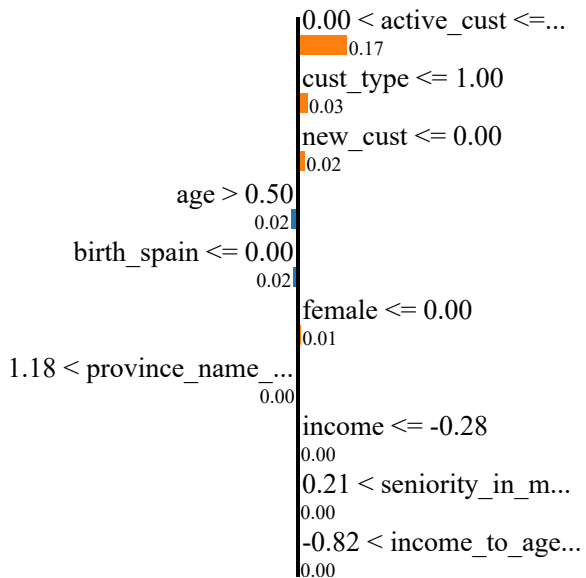 0.00 < active_cust <=...
0.17
cust_type <= 1.00
0.03
new_cust <= 0.00
0.02
age > 0.50
0.02
birth_spain <= 0.00
0.02
female <= 0.00
0.01
1.18 < province_name_...
0.00
income <= -0.28
0.00
0.21 < seniority_in_m...
0.00
-0.82 < income_to_age...
0.00